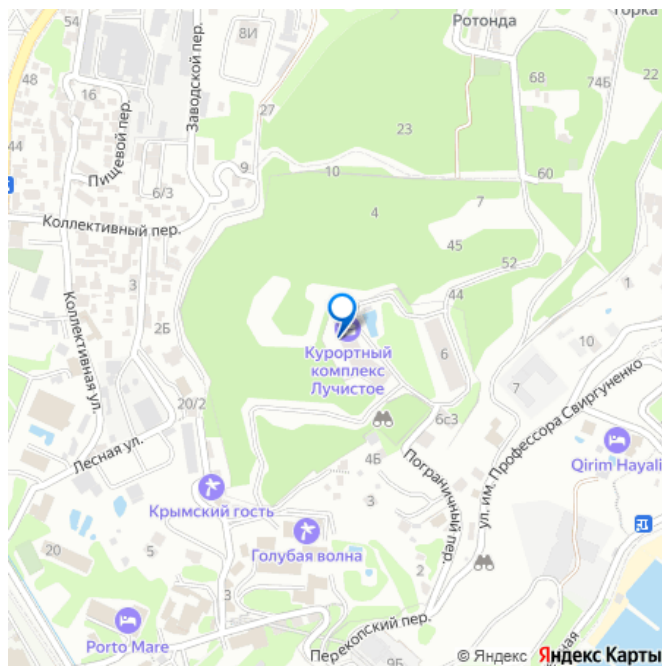 54
Ротонда
Горка
8И
68
74Б
22
48
16
Заводской пер.
27
23
44
Пищевой пер.
9
10
60
6/3
4
7
Коллективный пер.
45
52
3
1
44
2Б
Коллективная ул.
Курортный
комплекс
Лучистое
6
10
7
20/2
6с3
ул. им. Профессора Свиргуненко
Лесная ул.
4Б
Qirim Hayali
Пограничный пер.
Крымский гость
3
20
5
Голубая волна
2
3
Porto Mare
Перекопский пер.
9Б
© Яндекс Яндекс Карты